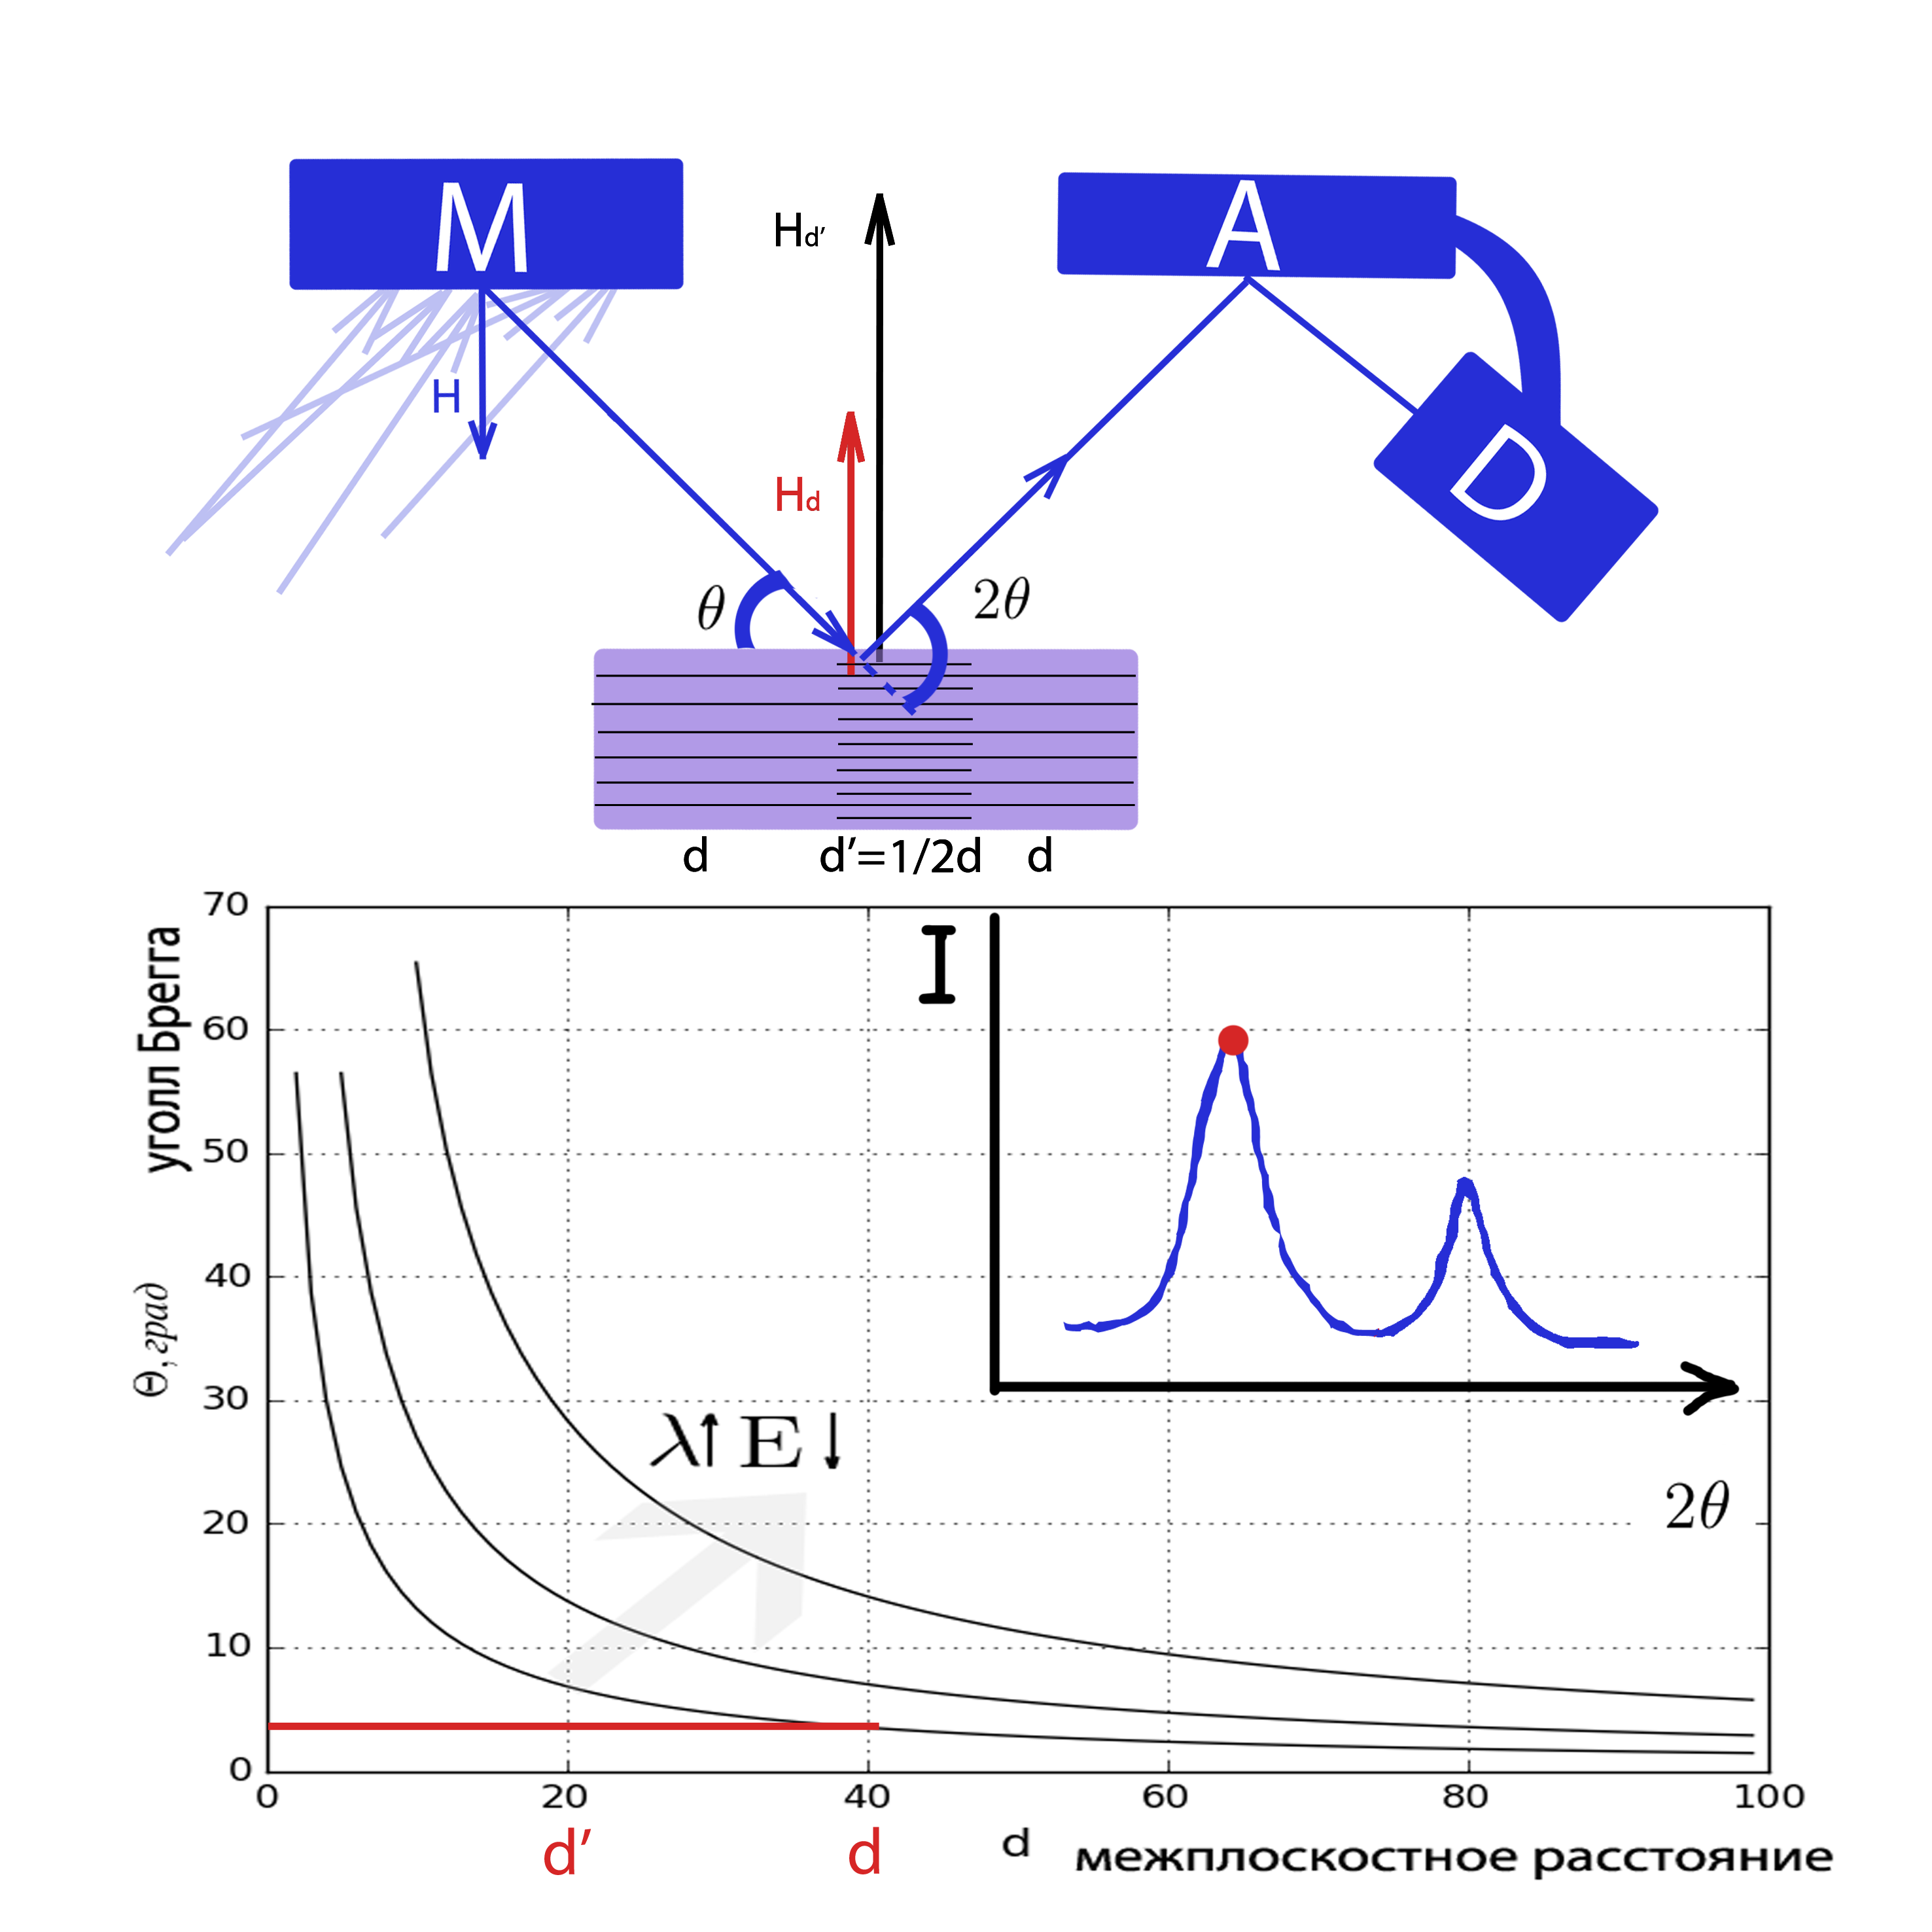 M
A
H
Hd′
Hd
D
θ
2θ
d
d′=1/2d
d
70
60
50
40
30
20
10
0
уголл Брегга
Θ, град
I
λ↑ E↓
2θ
0
20
40
60
80
100
d′
d
d межплоскостное расстояние